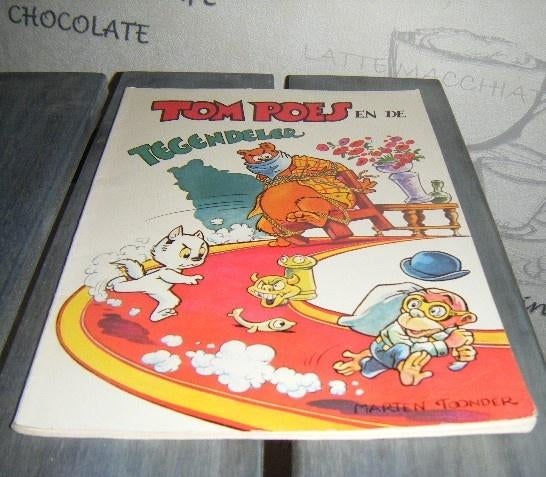 CHOCOLATE
LATTE MACCHIAT
TOM POES EN DE
TEGENDELER
MARTEN TOONDER